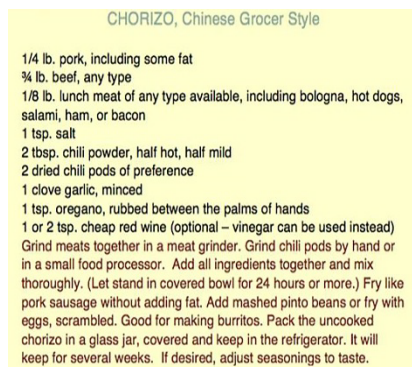 CHORIZO, Chinese Grocer Style
1/4 lb. pork, including some fat
¾ lb. beef, any type
1/8 lb. lunch meat of any type available, including bologna, hot dogs,
salami, ham, or bacon
1 tsp. salt
2 tbsp. chili powder, half hot, half mild
2 dried chili pods of preference
1 clove garlic, minced
1 tsp. oregano, rubbed between the palms of hands
1 or 2 tsp. cheap red wine (optional – vinegar can be used instead)
Grind meats together in a meat grinder. Grind chili pods by hand or
in a small food processor.  Add all ingredients together and mix
thoroughly. (Let stand in covered bowl for 24 hours or more.) Fry like
pork sausage without adding fat. Add mashed pinto beans or fry with
eggs, scrambled. Good for making burritos. Pack the uncooked
chorizo in a glass jar, covered and keep in the refrigerator. It will
keep for several weeks.  If desired, adjust seasonings to taste.